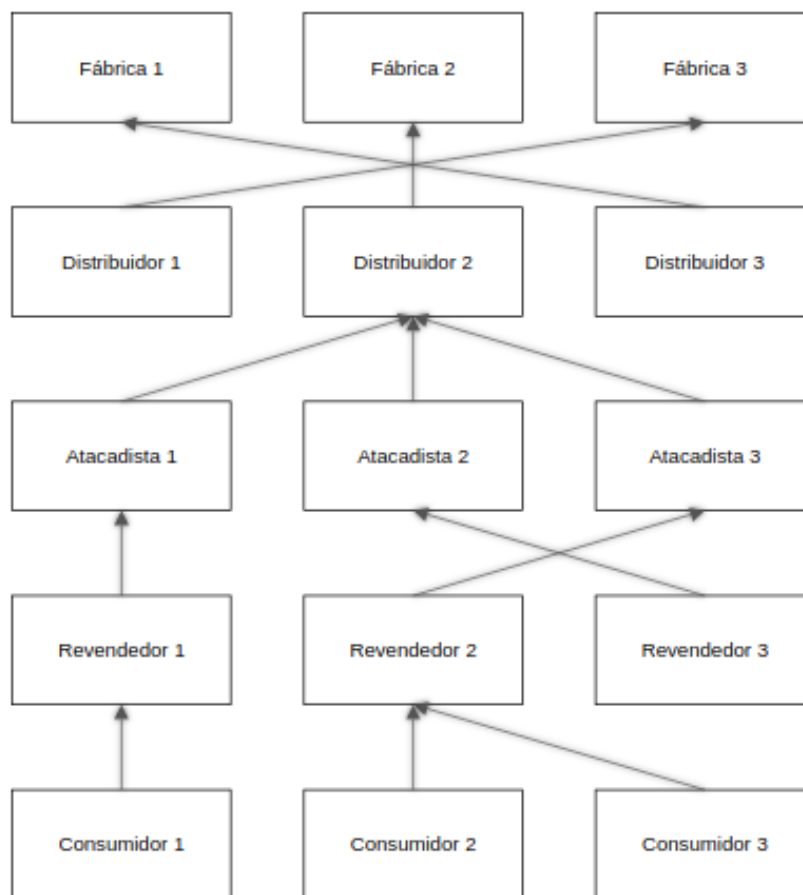 Fábrica 1
Fábrica 2
Fábrica 3
Distribuidor 1
Distribuidor 2
Distribuidor 3
Atacadista 1
Atacadista 2
Atacadista 3
Revendedor 1
Revendedor 2
Revendedor 3
Consumidor 1
Consumidor 2
Consumidor 3